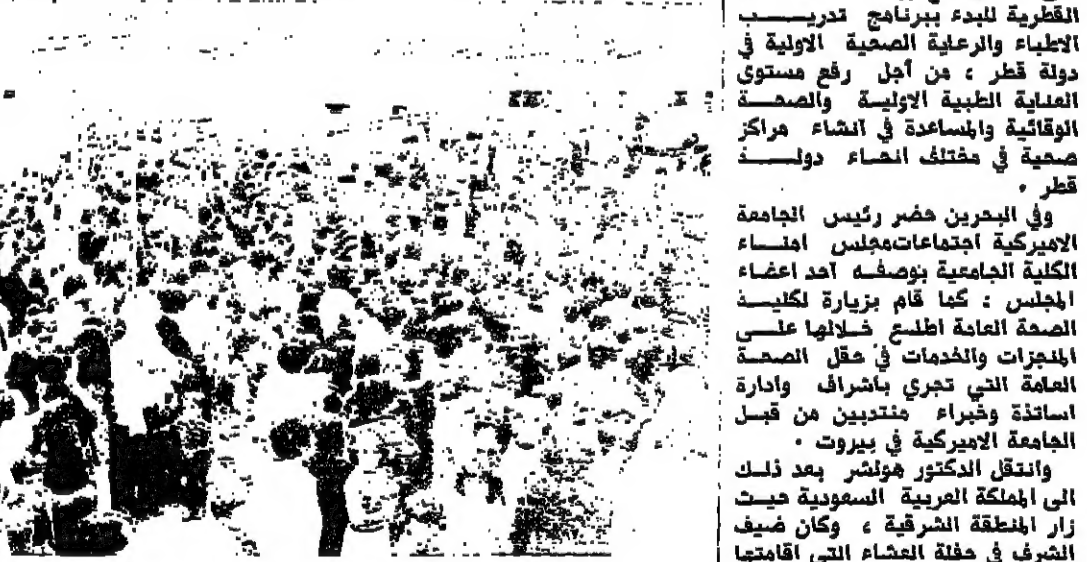 القطرية للبدء ببرنامج تدريب
الاطباء والرعاية الصحية الاولية في
دولة قطر ، من أجل رفع مستوى
العناية الطبية الاولية والصحة
الوقائية والمساعدة في انشاء مراكز
صحية في مختلف انحاء دولة
قطر .
وفي البحرين حضر رئيس الجامعة
الاميركية اجتماعات مجلس امناء
الكلية الجامعية بوصفه احد اعضاء
المجلس ، كما قام بزيارة لكلية
الصحة العامة اطلع خلالها على
المنجزات والخدمات في حقل الصحة
العامة التي تجري باشراف وادارة
اساتذة وخبراء منتدبين من قبل
الجامعة الاميركية في بيروت .
وانتقل الدكتور هولشر بعد ذلك
الى المملكة العربية السعودية حيث
زار المنطقة الشرقية ، وكان ضيف
الشرف في حفلة العشاء التي اقامتها